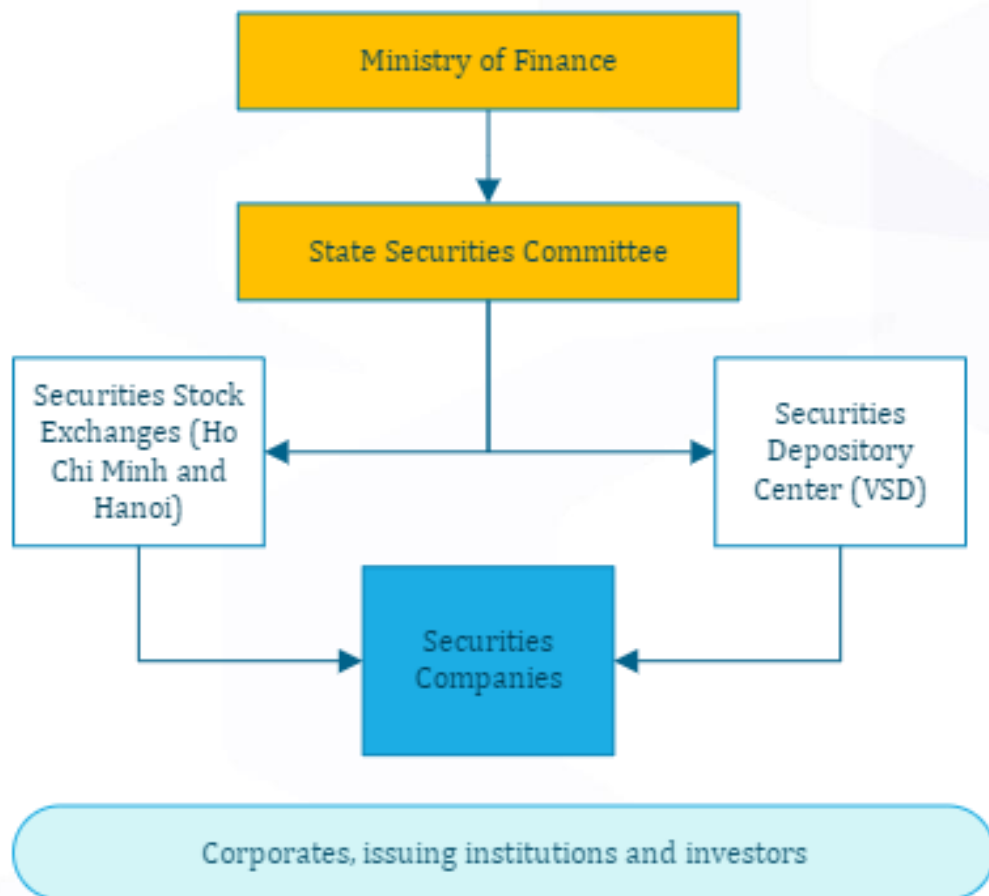 Ministry of Finance
State Securities Committee
Securities Stock
Exchanges (Ho
Chi Minh and
Hanoi)
Securities
Depository
Center (VSD)
Securities
Companies
Corporates, issuing institutions and investors